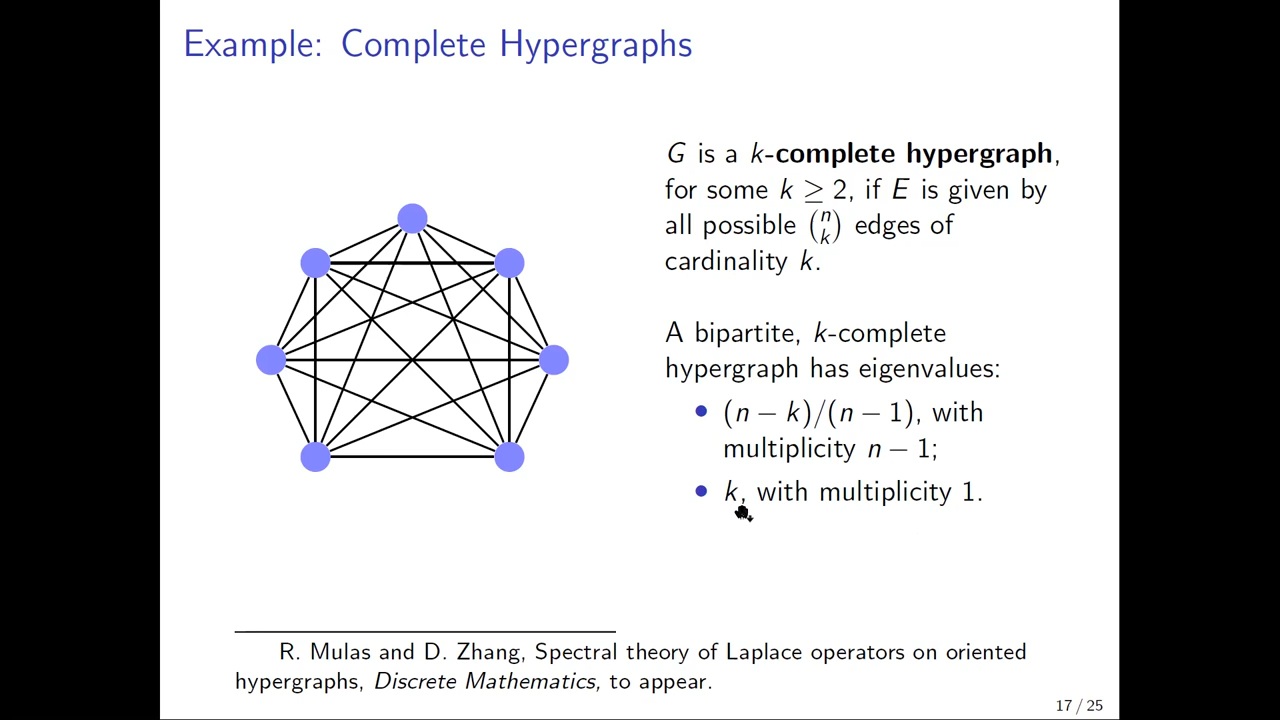 Example: Complete Hypergraphs
G is a k-complete hypergraph,
for some k ≥ 2, if E is given by
all possible (n k) edges of
cardinality k.
A bipartite, k-complete
hypergraph has eigenvalues:
• (n − k)/(n − 1), with
multiplicity n − 1;
• k, with multiplicity 1.
R. Mulas and D. Zhang, Spectral theory of Laplace operators on oriented
hypergraphs, Discrete Mathematics, to appear.
17 / 25